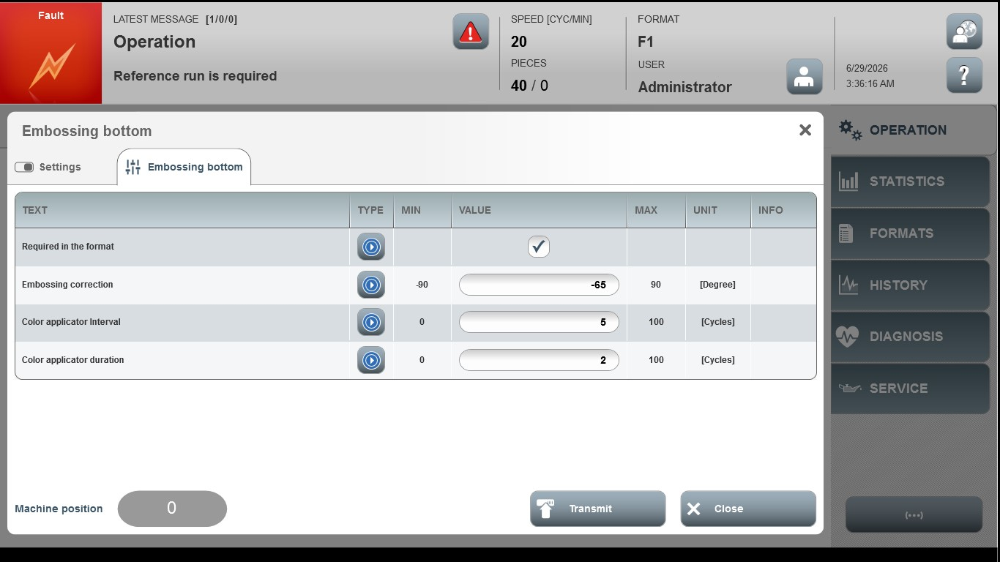 Fault
LATEST MESSAGE [1/0/0]
Operation
Reference run is required
SPEED [CYC/MIN]
20
PIECES
40 / 0
FORMAT
F1
USER
Administrator
6/29/2026
3:36:16 AM
?
Embossing bottom
Settings
Embossing bottom
TEXT TYPE MIN VALUE MAX UNIT INFO
Required in the format
Embossing correction -90 -65 90 [Degree]
Color applicator Interval 0 5 100 [Cycles]
Color applicator duration 0 2 100 [Cycles]
Machine position 0
Transmit
Close
OPERATION
STATISTICS
FORMATS
HISTORY
DIAGNOSIS
SERVICE
(•••)